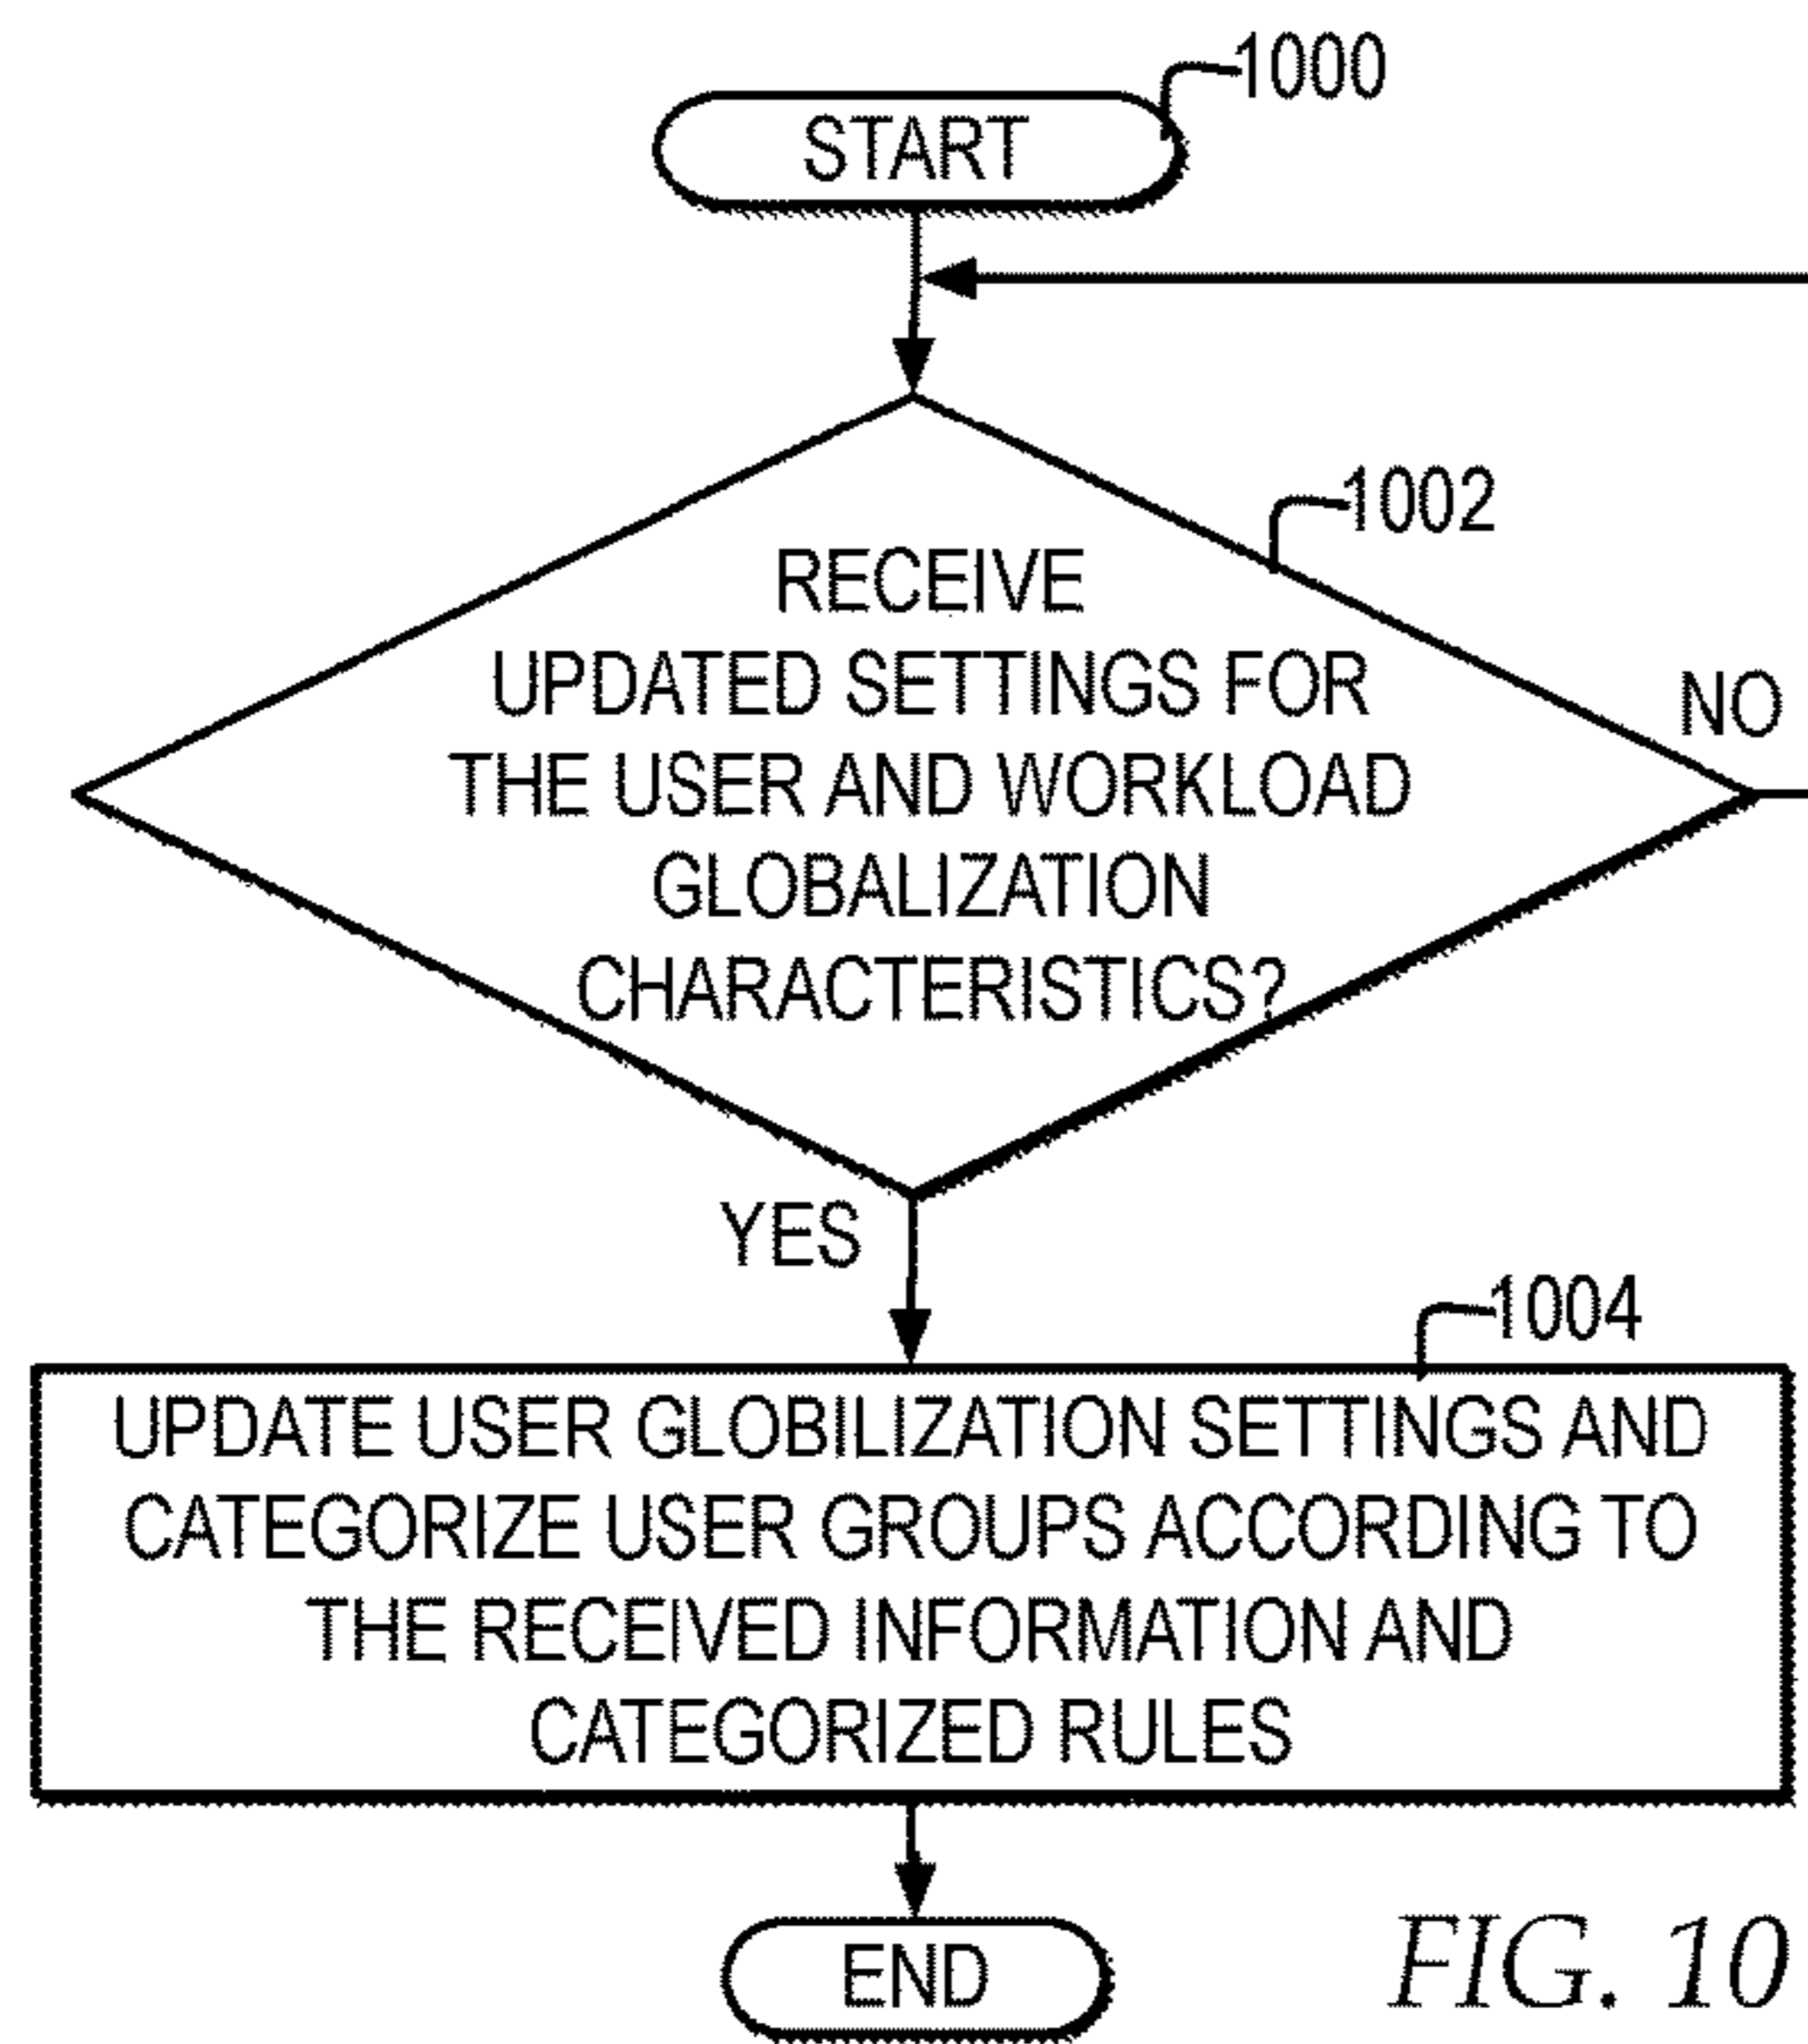 1000
START
1002
RECEIVE
UPDATED SETTINGS FOR
THE USER AND WORKLOAD
GLOBALIZATION
CHARACTERISTICS?
NO
YES
1004
UPDATE USER GLOBILIZATION SETTINGS AND
CATEGORIZE USER GROUPS ACCORDING TO
THE RECEIVED INFORMATION AND
CATEGORIZED RULES
END
FIG. 10